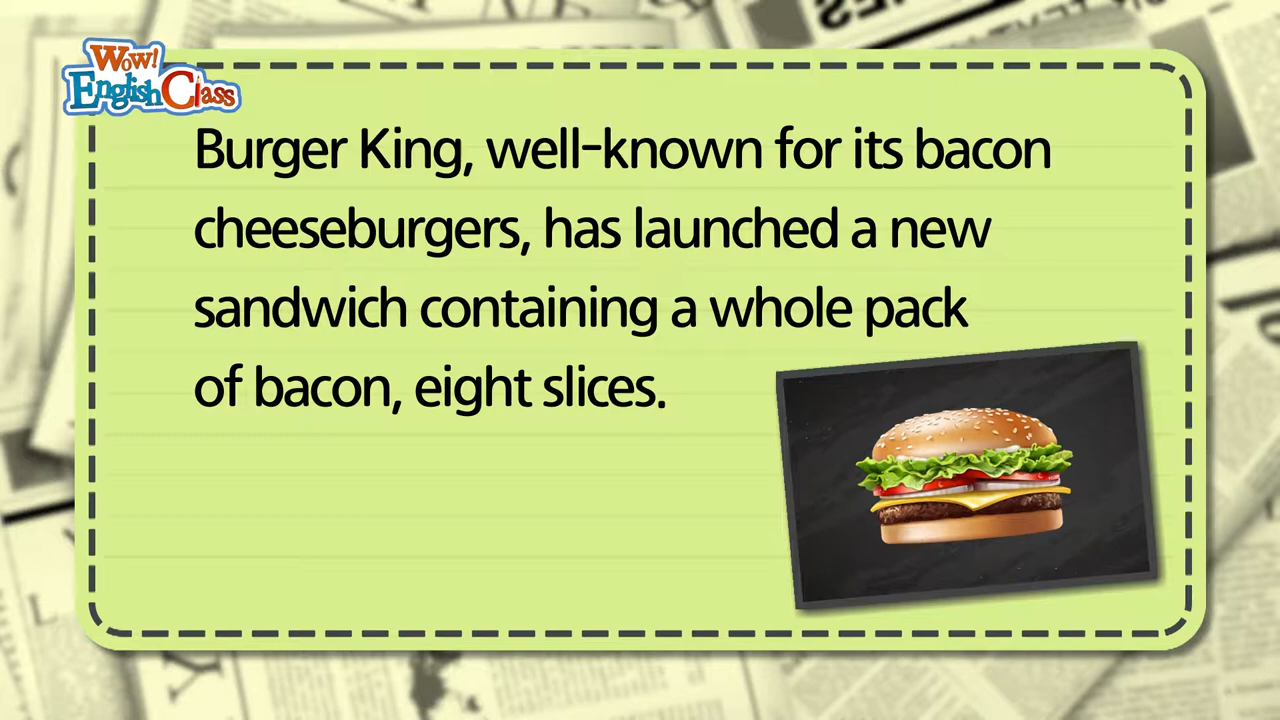 Wow!
English Class
Burger King, well-known for its bacon
cheeseburgers, has launched a new
sandwich containing a whole pack
of bacon, eight slices.